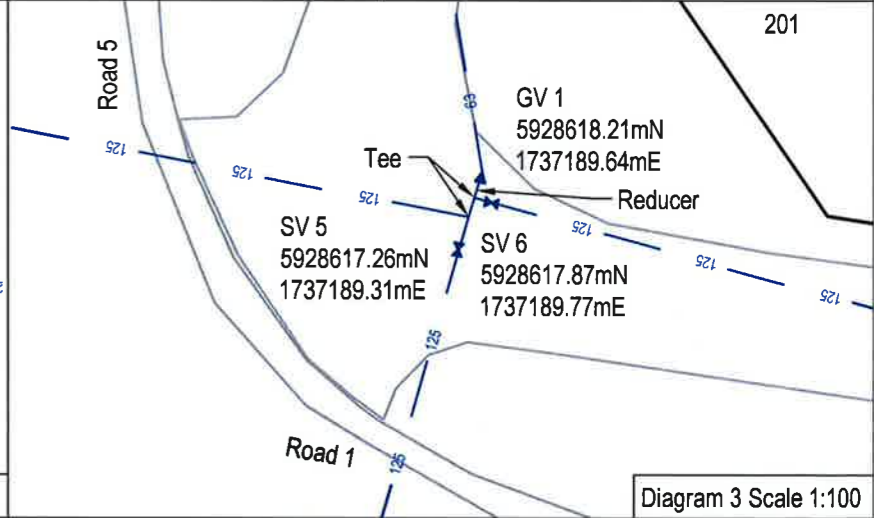 201
Road 5
63
GV 1
5928618.21mN
1737189.64mE
125
Tee
125
Reducer
125
SV 5
5928617.26mN
1737189.31mE
SV 6
5928617.87mN
1737189.77mE
125
125
125
125
Road 1
125
Diagram 3 Scale 1:100